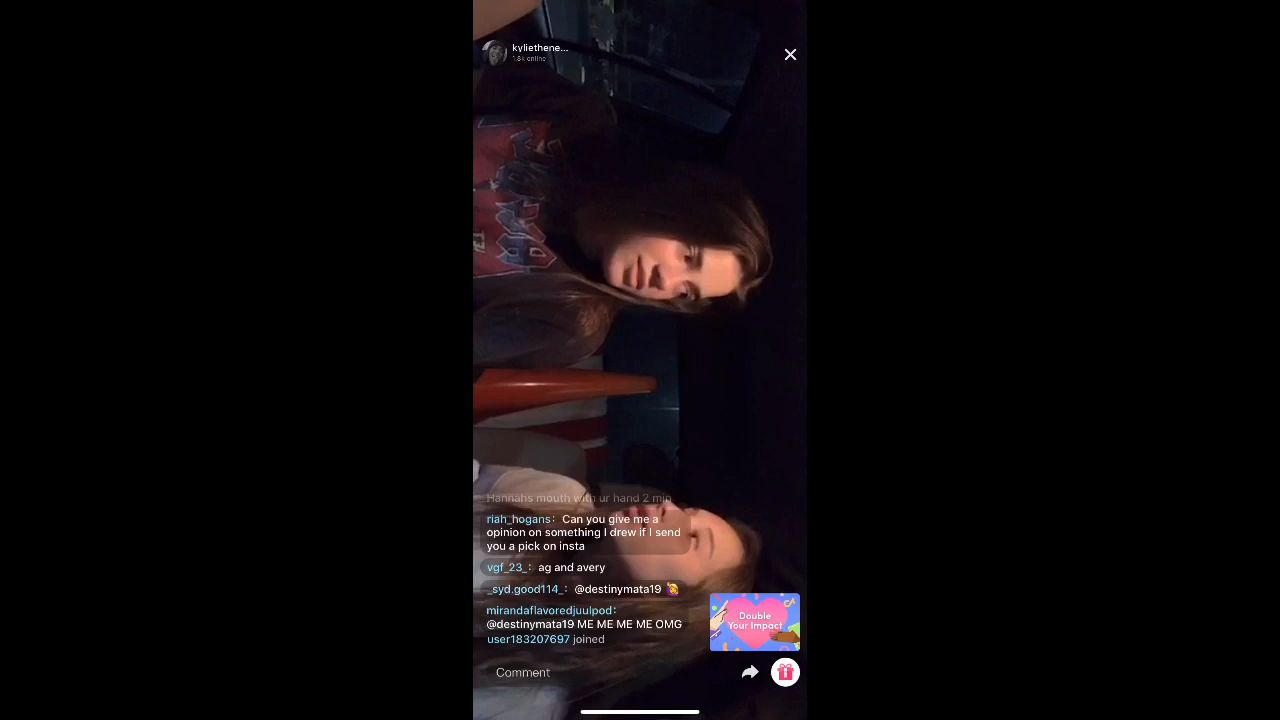 kyliethene...
1.8k online
Hannahs mouth with ur hand 2 min
riah_hogans: Can you give me a
opinion on something I drew if I send
you a pick on insta
vgf_23_: ag and avery
_syd.good114_: @destinymata19 🙋
mirandaflavoredjuulpod:
@destinymata19 ME ME ME ME OMG
user183207697 joined
Double
Your Impact
Comment